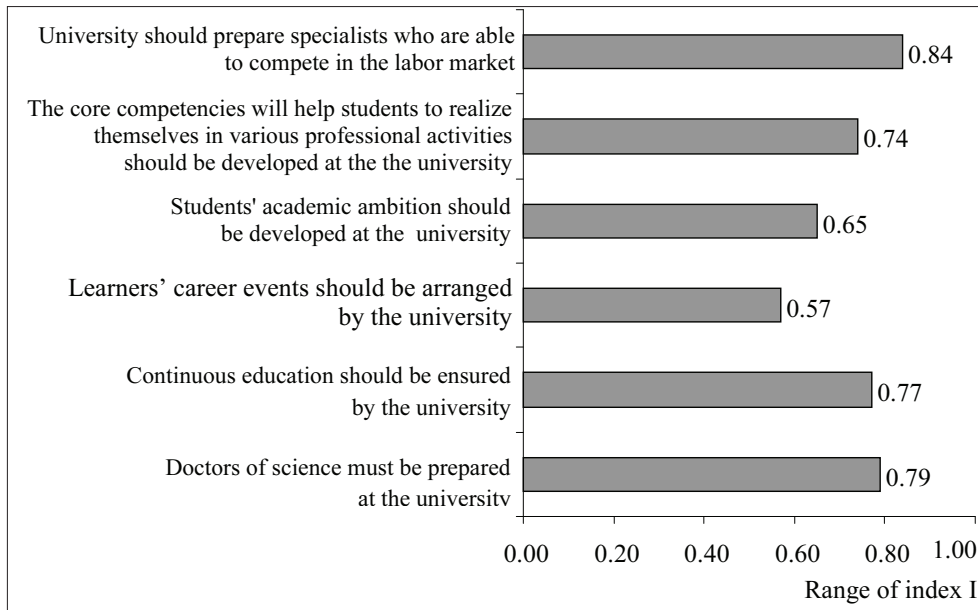 University should prepare specialists who are able
to compete in the labor market
0.84
The core competencies will help students to realize
themselves in various professional activities
should be developed at the the university
0.74
Students' academic ambition should
be developed at the university
0.65
Learners’ career events should be arranged
by the university
0.57
Continuous education should be ensured
by the university
0.77
Doctors of science must be prepared
at the university
0.79
0.00 0.20 0.40 0.60 0.80 1.00
Range of index I